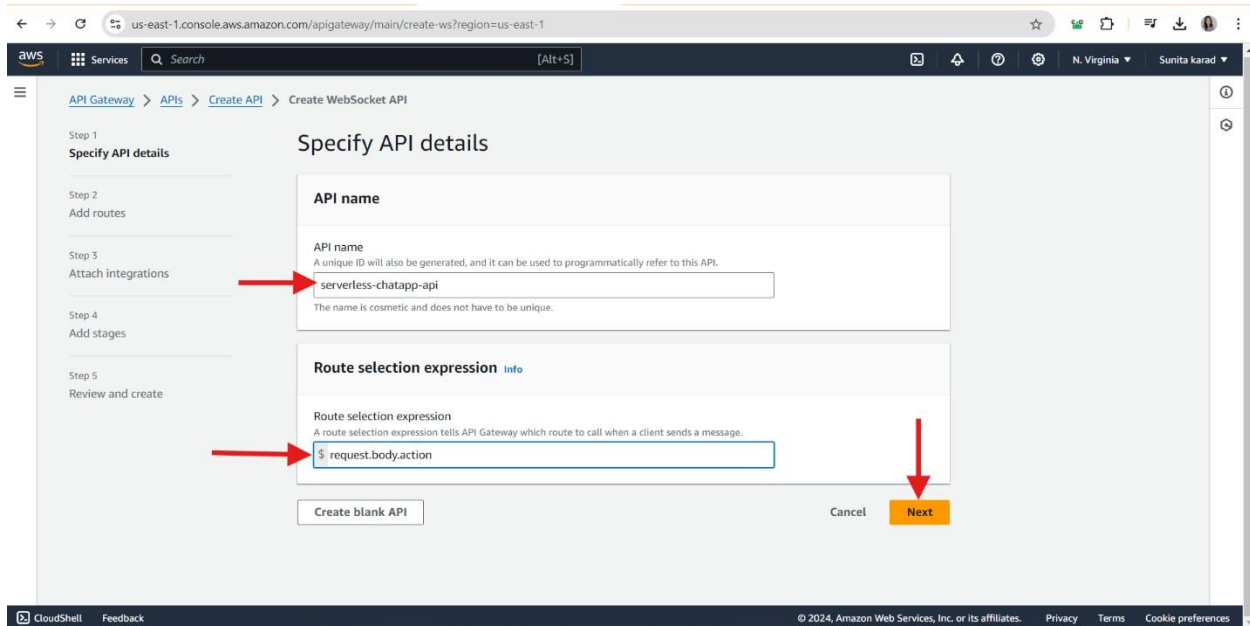 us-east-1.console.aws.amazon.com/apigateway/main/create-ws?region=us-east-1
aws Services Search [Alt+S] N. Virginia Sunita karad
API Gateway > APIs > Create API > Create WebSocket API
Step 1
Specify API details
Step 2
Add routes
Step 3
Attach integrations
Step 4
Add stages
Step 5
Review and create
Specify API details
API name
API name
A unique ID will also be generated, and it can be used to programmatically refer to this API.
serverless-chatapp-api
The name is cosmetic and does not have to be unique.
Route selection expression Info
Route selection expression
A route selection expression tells API Gateway which route to call when a client sends a message.
$ request.body.action
Create blank API Cancel Next
CloudShell Feedback © 2024, Amazon Web Services, Inc. or its affiliates. Privacy Terms Cookie preferences